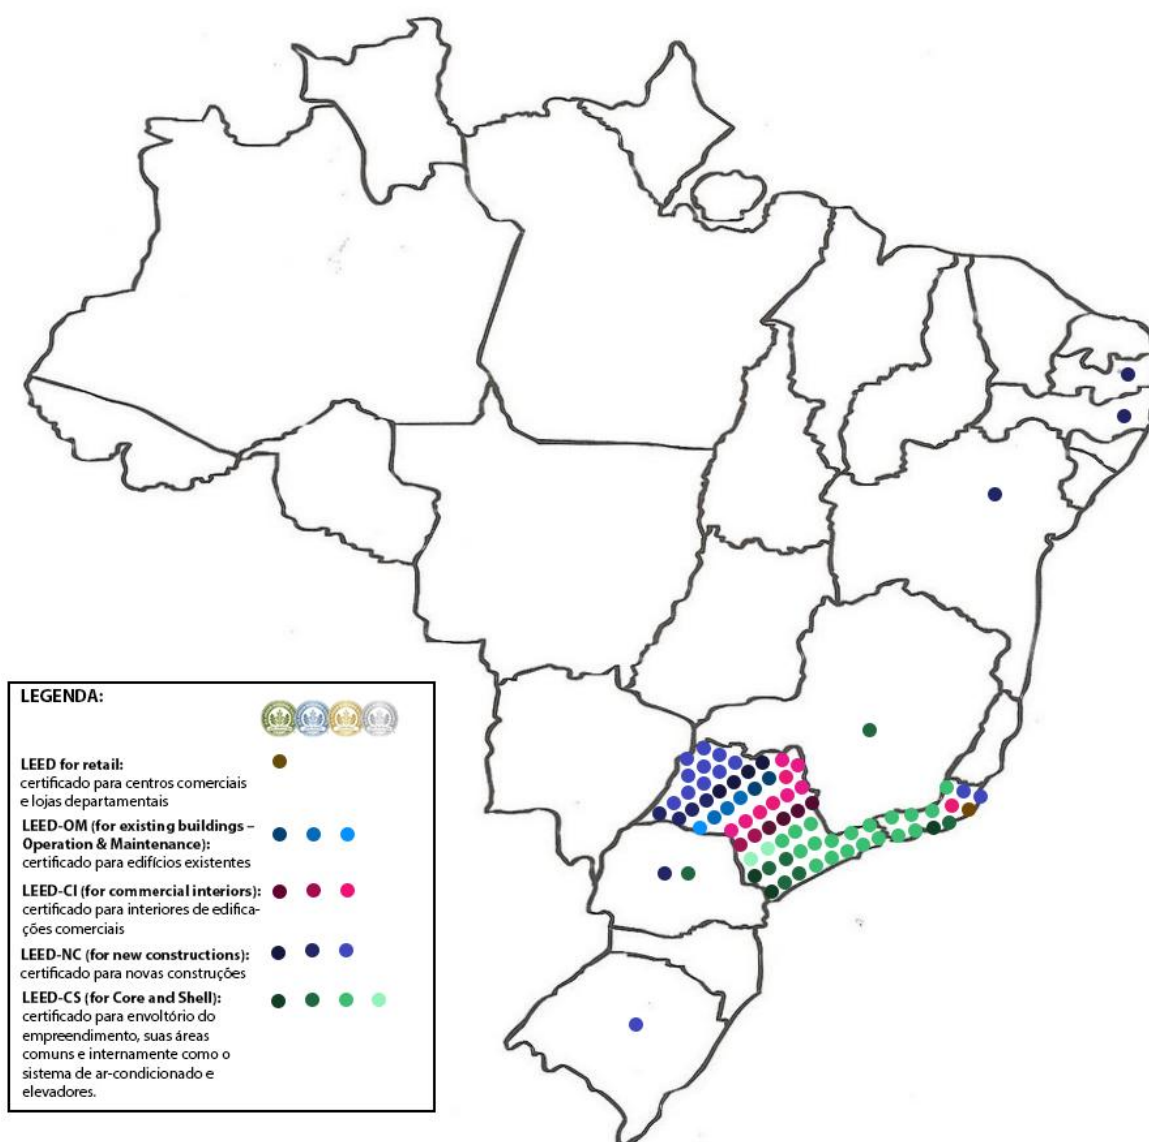 LEGENDA:
LEED for retail:
certificado para centros comerciais
e lojas departamentais
LEED-OM (for existing buildings –
Operation & Maintenance):
certificado para edifícios existentes
LEED-CI (for commercial interiors):
certificado para interiores de edifica-
ções comerciais
LEED-NC (for new constructions):
certificado para novas construções
LEED-CS (for Core and Shell):
certificado para envoltório do
empreendimento, suas áreas
comuns e internamente como o
sistema de ar-condicionado e
elevadores.